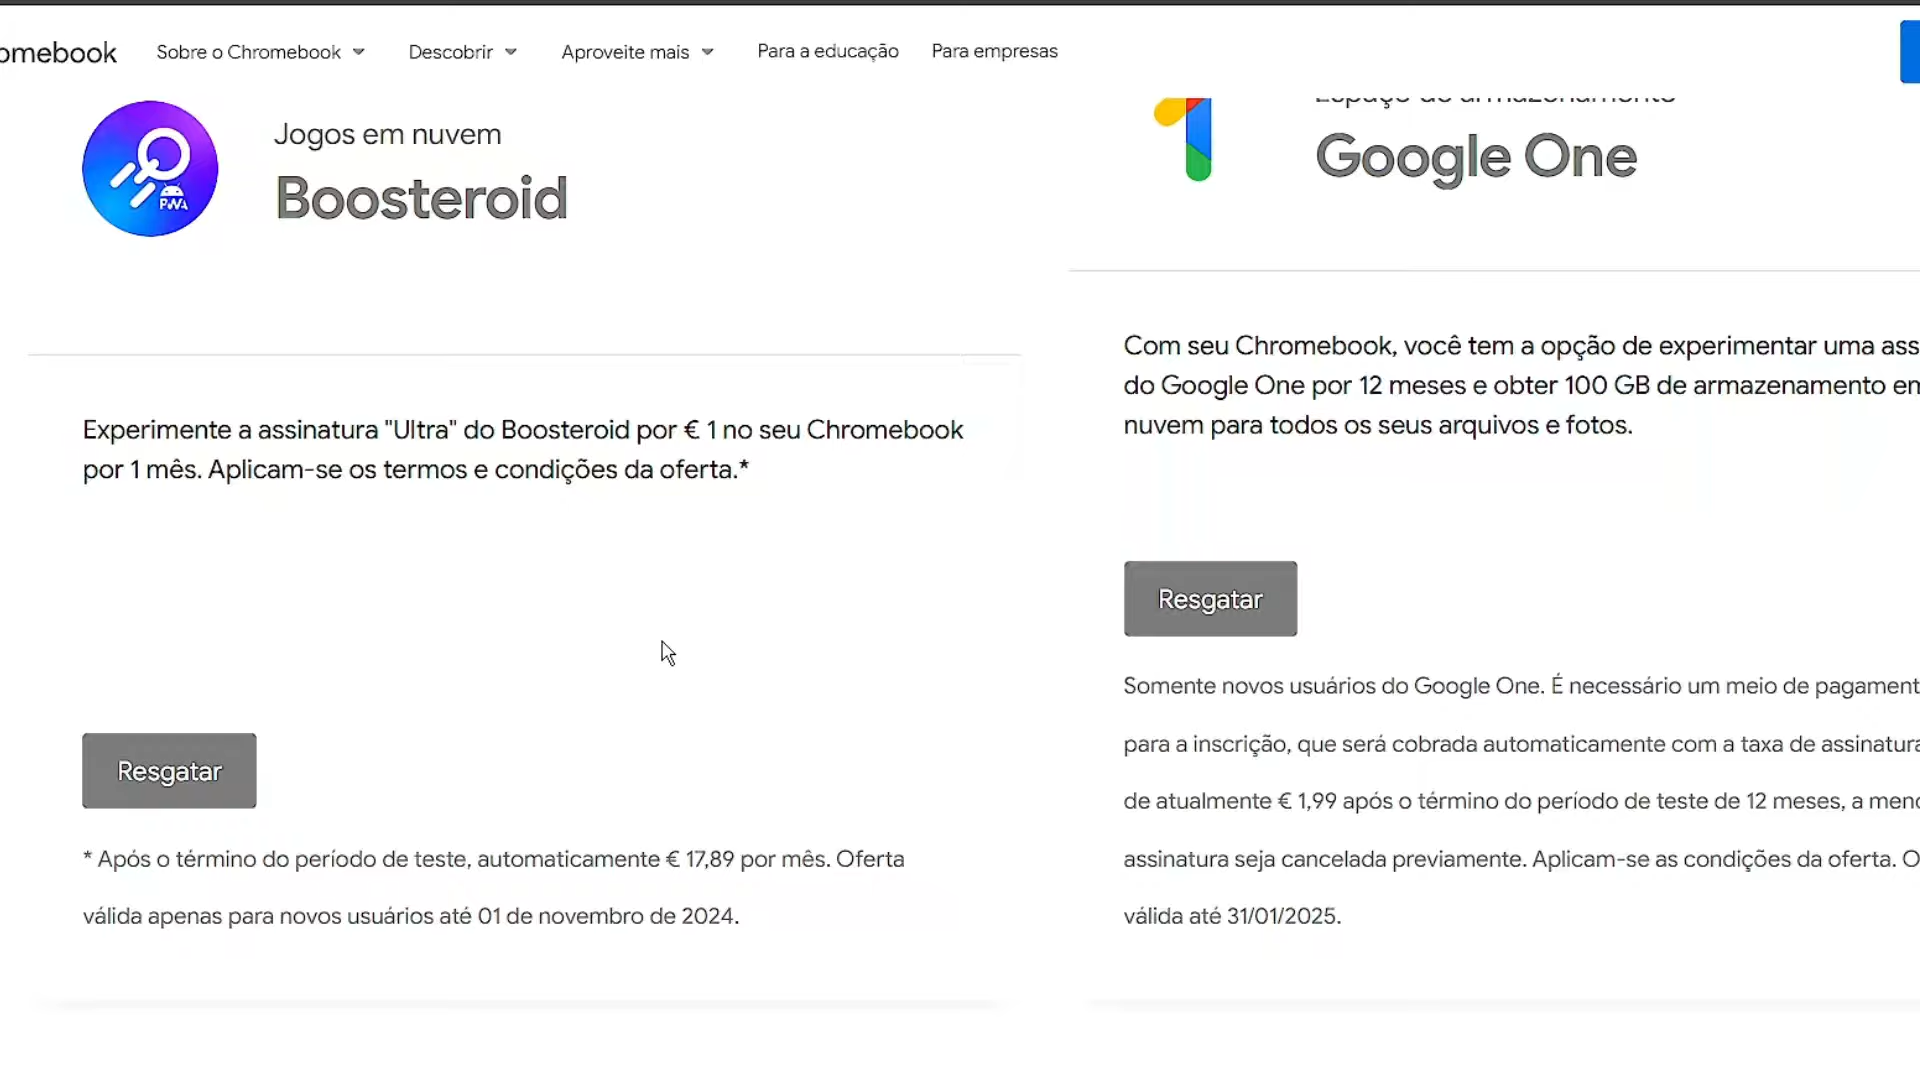 omebook
Sobre o Chromebook
Descobrir
Aproveite mais
Para a educação
Para empresas
PWA
Jogos em nuvem
Boosteroid
Experimente a assinatura "Ultra" do Boosteroid por € 1 no seu Chromebook
por 1 mês. Aplicam-se os termos e condições da oferta.*
Resgatar
* Após o término do período de teste, automaticamente € 17,89 por mês. Oferta
válida apenas para novos usuários até 01 de novembro de 2024.
Espaço de armazenamento
Google One
Com seu Chromebook, você tem a opção de experimentar uma ass
do Google One por 12 meses e obter 100 GB de armazenamento em
nuvem para todos os seus arquivos e fotos.
Resgatar
Somente novos usuários do Google One. É necessário um meio de pagament
para a inscrição, que será cobrada automaticamente com a taxa de assinatura
de atualmente € 1,99 após o término do período de teste de 12 meses, a meno
assinatura seja cancelada previamente. Aplicam-se as condições da oferta. O
válida até 31/01/2025.